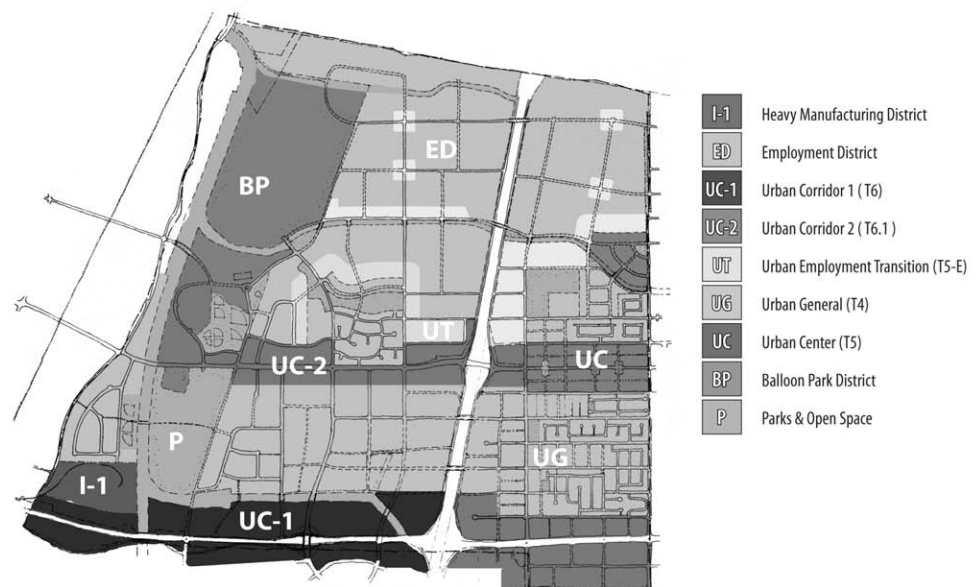 ED
BP
UT
UC-2
UC
P
UG
I-1
UC-1
I-1 Heavy Manufacturing District
ED Employment District
UC-1 Urban Corridor 1 ( T6)
UC-2 Urban Corridor 2 ( T6.1 )
UT Urban Employment Transition (T5-E)
UG Urban General (T4)
UC Urban Center (T5)
BP Balloon Park District
P Parks & Open Space